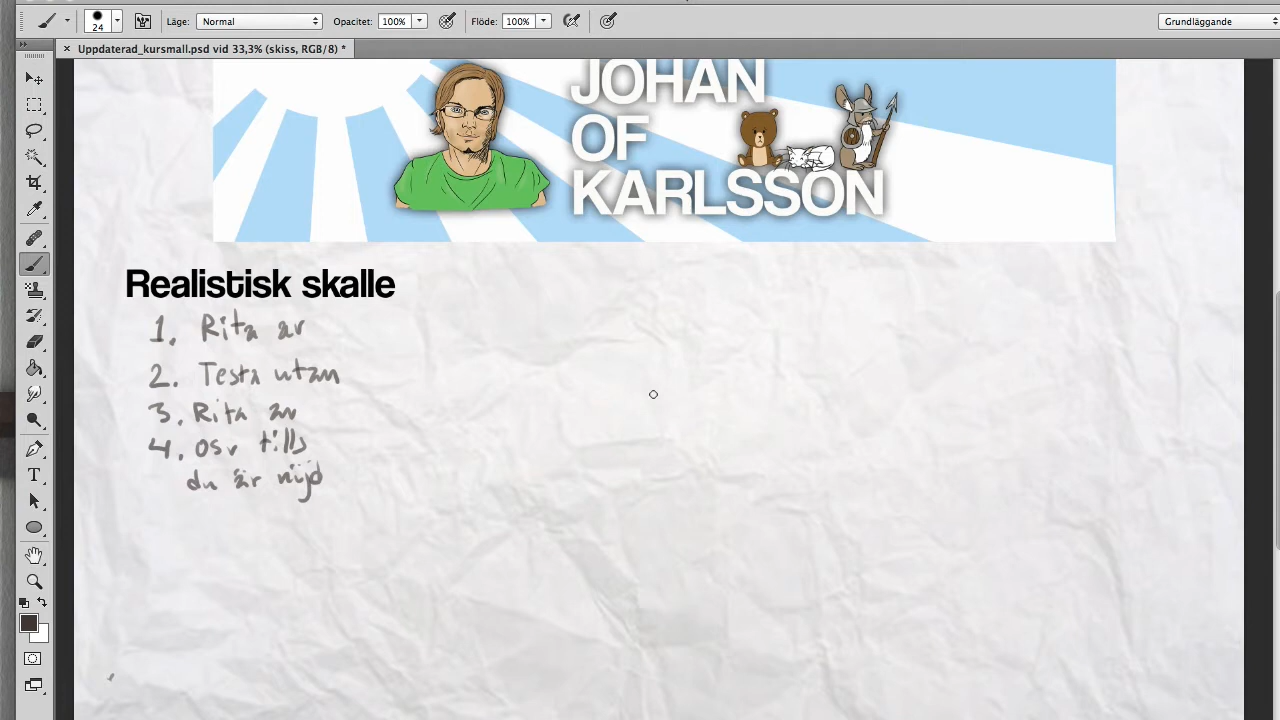 24
Läge:
Normal
Opacitet:
100%
Flöde:
100%
Grundläggande
× Uppdaterad_kursmall.psd vid 33,3% (skiss, RGB/8) *
JOHAN
OF
KARLSSON
Realistisk skalle
1. Rita av
2. Testa utan
3. Rita av
4. osv tills
du är nöjd